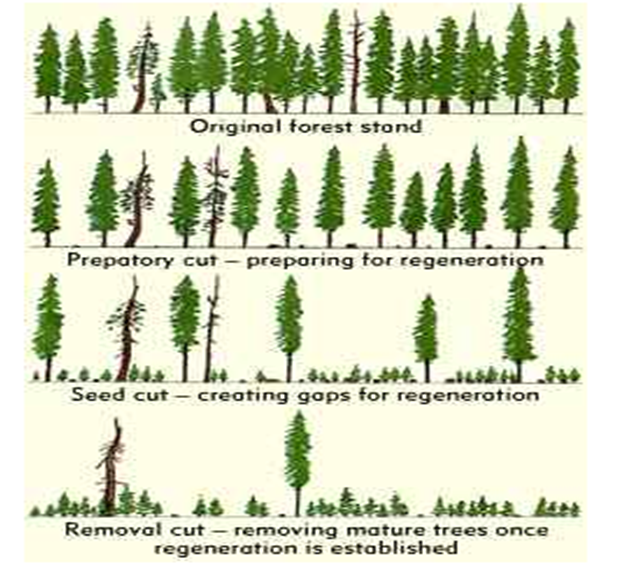 Original forest stand
Prepatory cut – preparing for regeneration
Seed cut – creating gaps for regeneration
Removal cut – removing mature trees once
regeneration is established